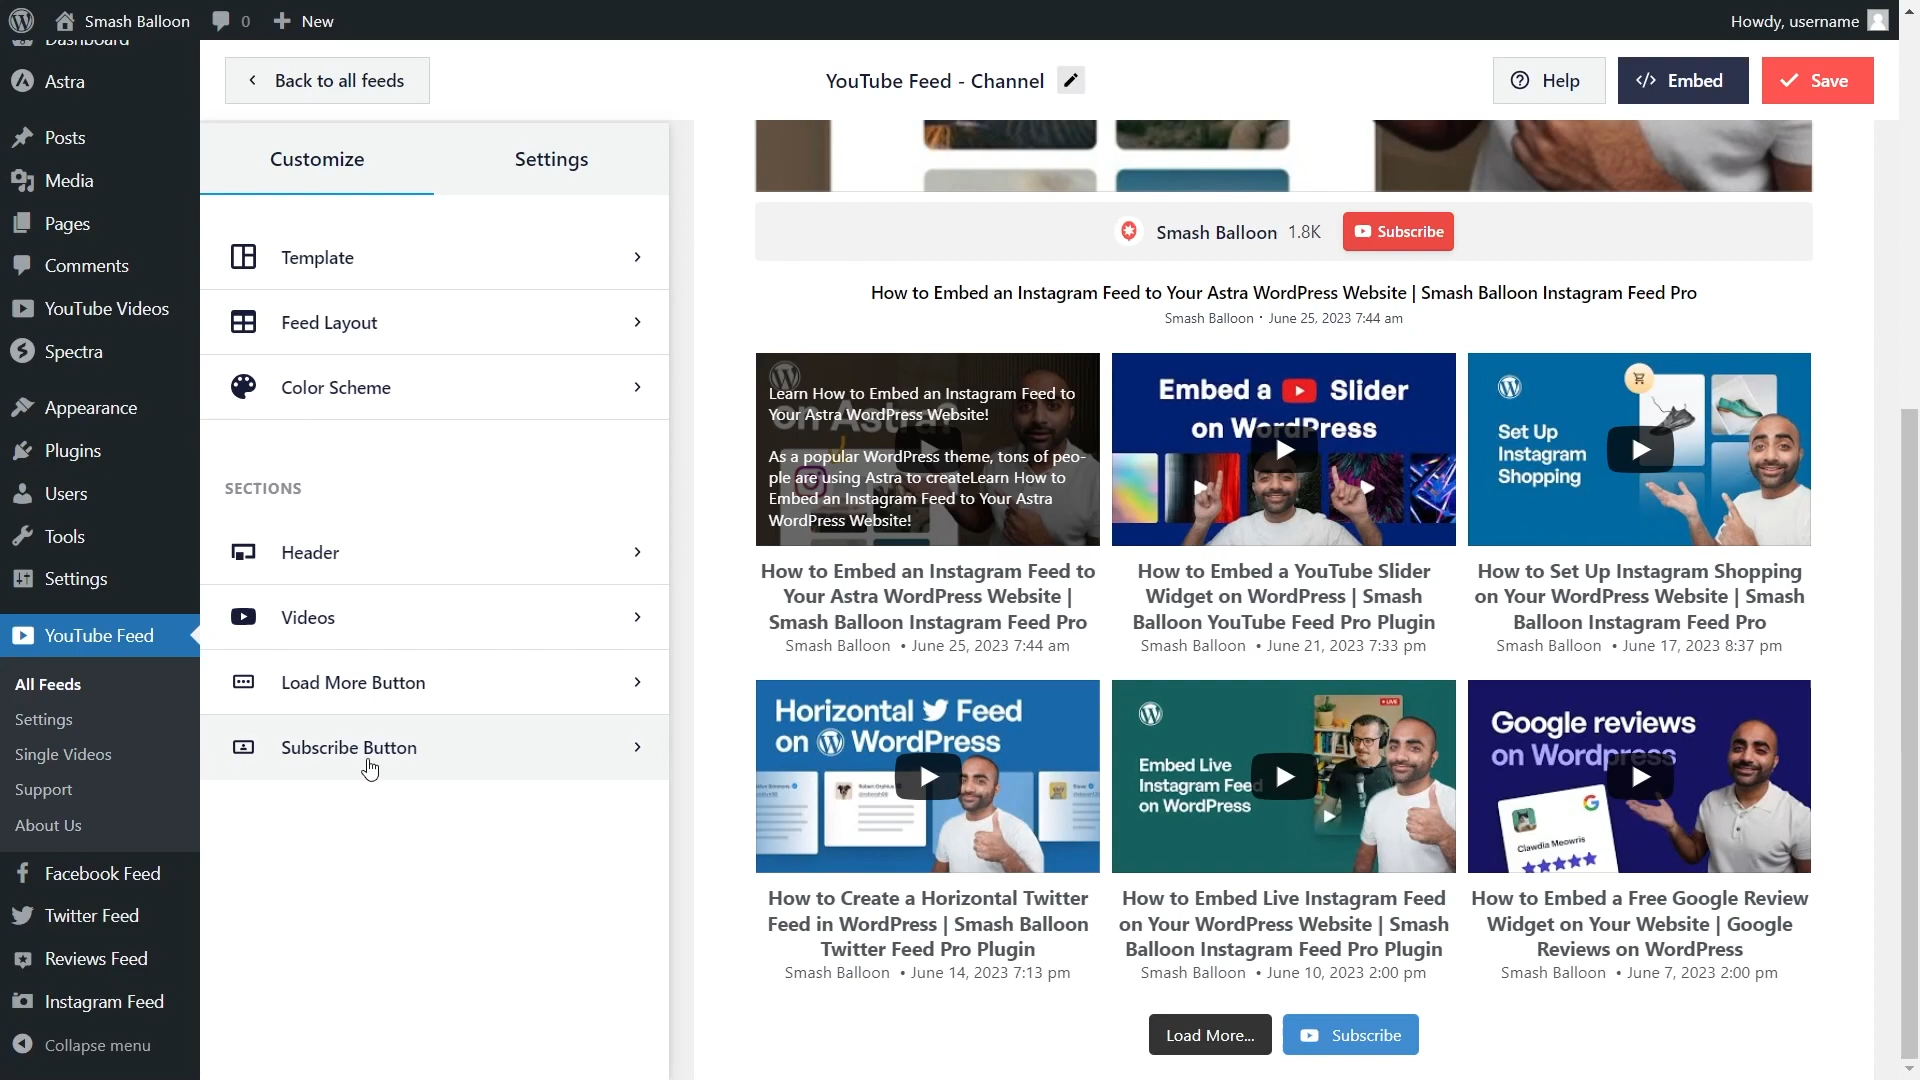 Smash Balloon
0
New
Howdy, username
Dashboard
Astra
Posts
Media
Pages
Comments
YouTube Videos
Spectra
Appearance
Plugins
Users
Tools
Settings
YouTube Feed
All Feeds
Settings
Single Videos
Support
About Us
Facebook Feed
Twitter Feed
Reviews Feed
Instagram Feed
Collapse menu
Back to all feeds
YouTube Feed - Channel
Help
Embed
Save
Customize
Settings
Template
Feed Layout
Color Scheme
SECTIONS
Header
Videos
Load More Button
Subscribe Button
Smash Balloon 1.8K
Subscribe
How to Embed an Instagram Feed to Your Astra WordPress Website | Smash Balloon Instagram Feed Pro
Smash Balloon · June 25, 2023 7:44 am
on Astra?
Learn How to Embed an Instagram Feed to
Your Astra WordPress Website!
As a popular WordPress theme, tons of peo-
ple are using Astra to createLearn How to
Embed an Instagram Feed to Your Astra
WordPress Website!
How to Embed an Instagram Feed to
Your Astra WordPress Website |
Smash Balloon Instagram Feed Pro
Smash Balloon • June 25, 2023 7:44 am
Embed a Slider
on WordPress
How to Embed a YouTube Slider
Widget on WordPress | Smash
Balloon YouTube Feed Pro Plugin
Smash Balloon • June 21, 2023 7:33 pm
Set Up
Instagram
Shopping
How to Set Up Instagram Shopping
on Your WordPress Website | Smash
Balloon Instagram Feed Pro
Smash Balloon • June 17, 2023 8:37 pm
Horizontal Feed
on WordPress
How to Create a Horizontal Twitter
Feed in WordPress | Smash Balloon
Twitter Feed Pro Plugin
Smash Balloon • June 14, 2023 7:13 pm
LIVE
Embed Live
Instagram Feed
on WordPress
How to Embed Live Instagram Feed
on Your WordPress Website | Smash
Balloon Instagram Feed Pro Plugin
Smash Balloon • June 10, 2023 2:00 pm
Google reviews
on Wordpress
Clawdia Meowris
How to Embed a Free Google Review
Widget on Your Website | Google
Reviews on WordPress
Smash Balloon • June 7, 2023 2:00 pm
Load More...
Subscribe